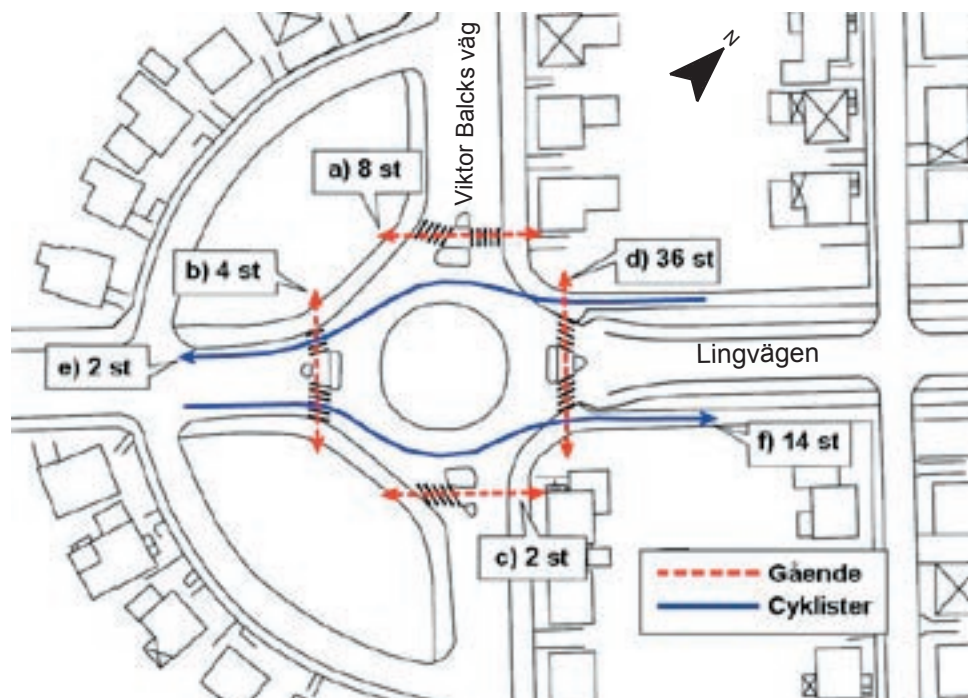 N
Viktor Balcks väg
a) 8 st
b) 4 st
d) 36 st
Lingvägen
e) 2 st
f) 14 st
c) 2 st
Gående
Cyklister